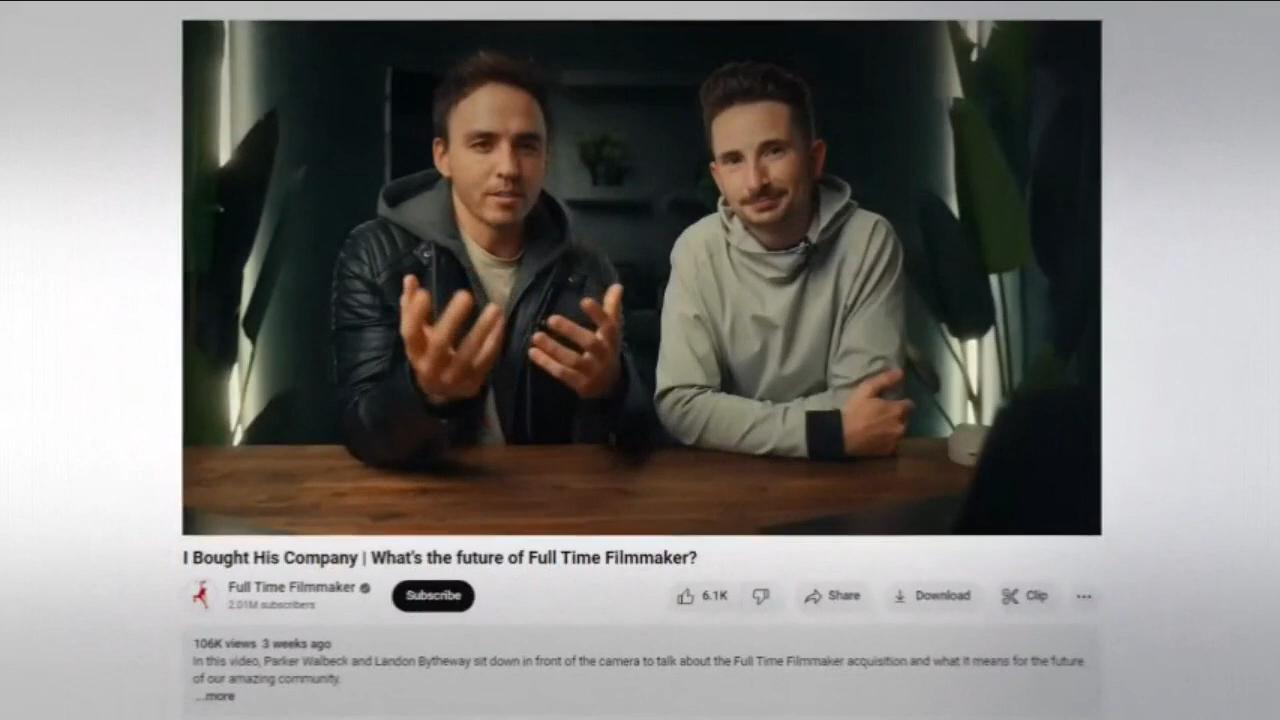 I Bought His Company | What's the future of Full Time Filmmaker?
Full Time Filmmaker
2.01M subscribers
Subscribe
6.1K
Share
Download
Clip
106K views 3 weeks ago
In this video, Parker Walbeck and Landon Bytheway sit down in front of the camera to talk about the Full Time Filmmaker acquisition and what it means for the future
of our amazing community.
...more